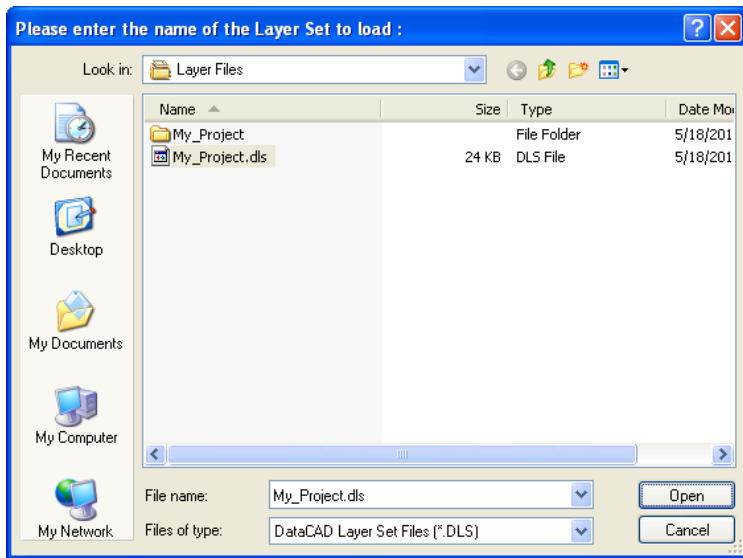 Please enter the name of the Layer Set to load :
Look in: Layer Files
Name Size Type Date Mo
My_Project File Folder 5/18/201
My_Project.dls 24 KB DLS File 5/18/201
My Recent
Documents
Desktop
My Documents
My Computer
My Network
File name: My_Project.dls Open
Files of type: DataCAD Layer Set Files (*.DLS) Cancel